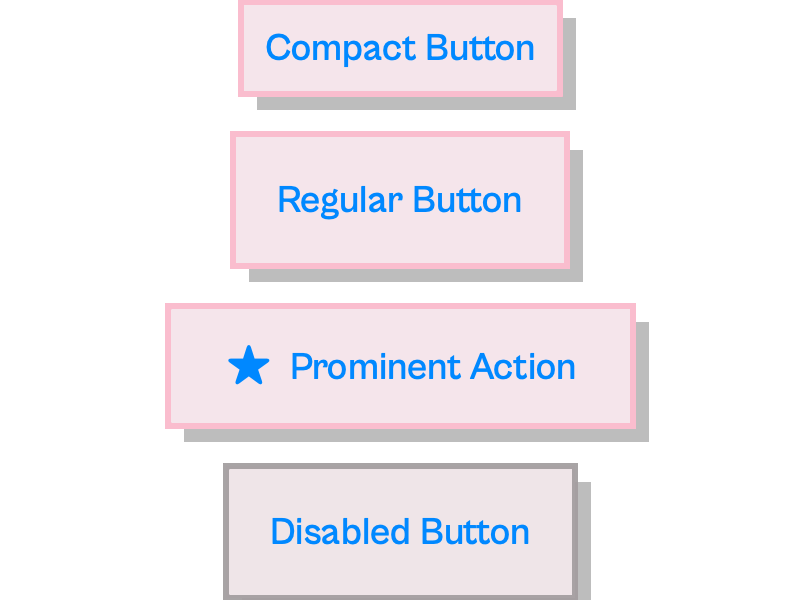 Compact Button
Regular Button
Prominent Action
Disabled Button